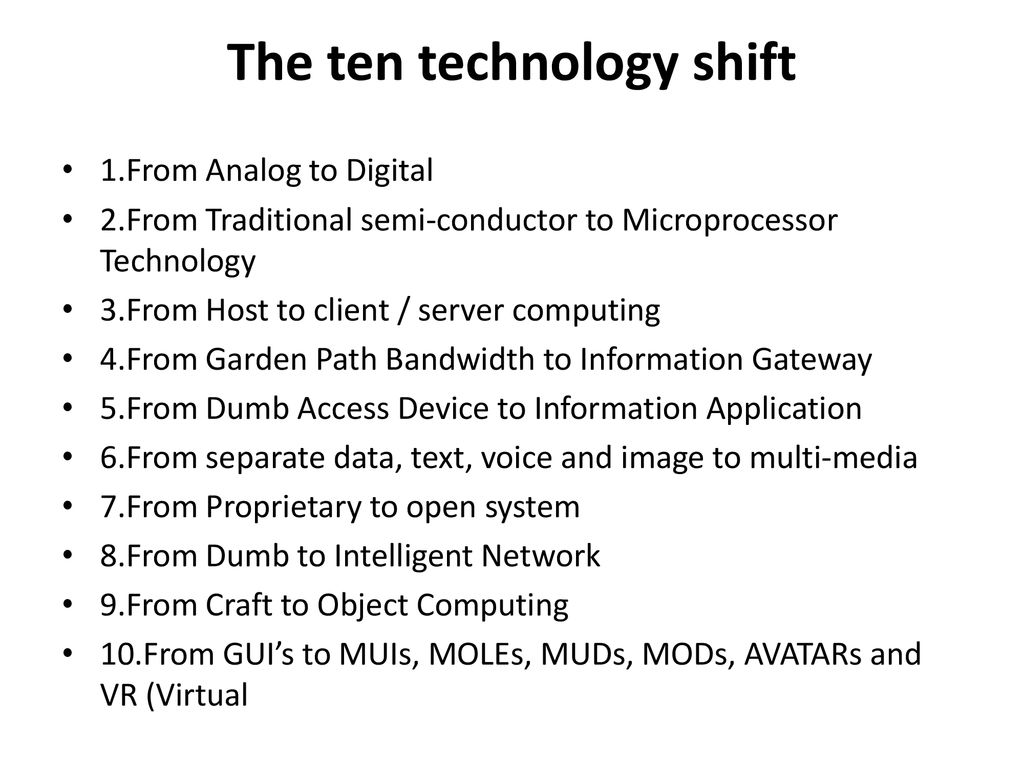 The ten technology shift
• 1.From Analog to Digital
• 2.From Traditional semi-conductor to Microprocessor
Technology
• 3.From Host to client / server computing
• 4.From Garden Path Bandwidth to Information Gateway
• 5.From Dumb Access Device to Information Application
• 6.From separate data, text, voice and image to multi-media
• 7.From Proprietary to open system
• 8.From Dumb to Intelligent Network
• 9.From Craft to Object Computing
• 10.From GUI’s to MUIs, MOLEs, MUDs, MODs, AVATARs and
VR (Virtual